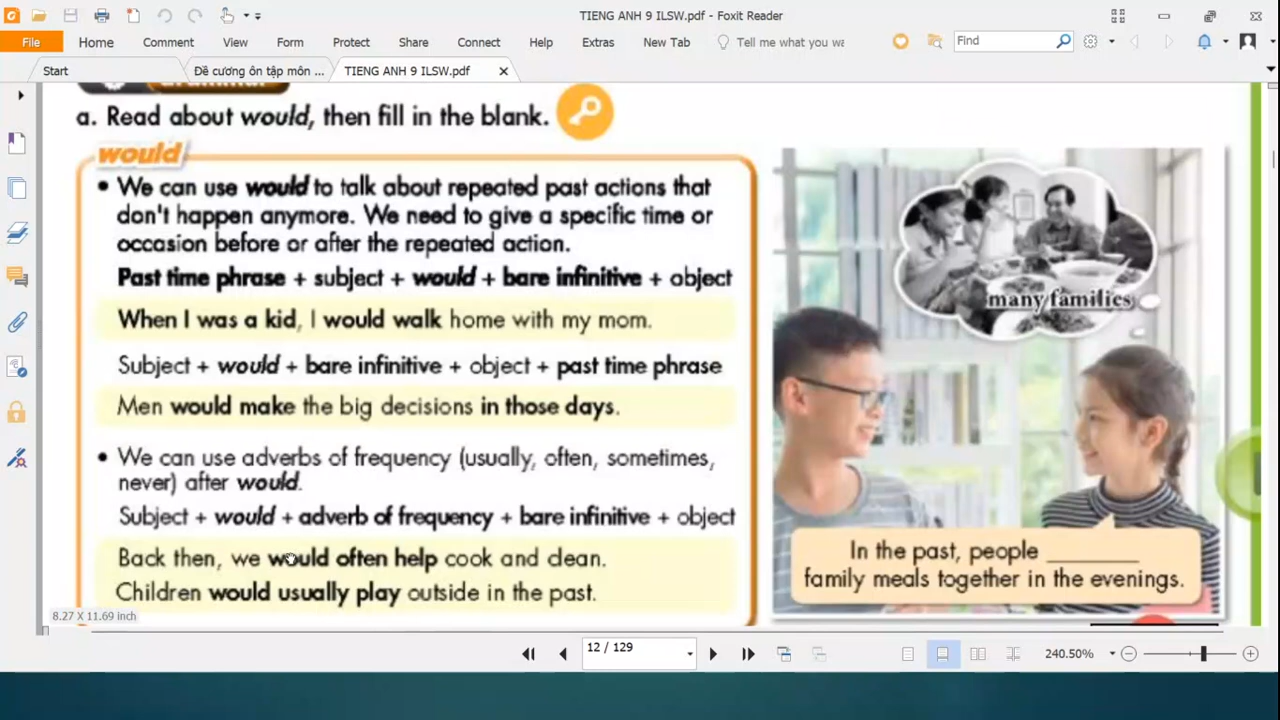 TIENG ANH 9 ILSW.pdf - Foxit Reader
File Home Comment View Form Protect Share Connect Help Extras New Tab Tell me what you wa Find
Start Đề cương ôn tập môn ... TIENG ANH 9 ILSW.pdf
a. Read about would, then fill in the blank.
would
• We can use would to talk about repeated past actions that
don't happen anymore. We need to give a specific time or
occasion before or after the repeated action.
Past time phrase + subject + would + bare infinitive + object
When I was a kid, I would walk home with my mom.
Subject + would + bare infinitive + object + past time phrase
Men would make the big decisions in those days.
• We can use adverbs of frequency (usually, often, sometimes,
never) after would.
Subject + would + adverb of frequency + bare infinitive + object
Back then, we would often help cook and clean.
Children would usually play outside in the past.
many families
In the past, people ________
family meals together in the evenings.
8.27 X 11.69 inch
12 / 129
240.50%